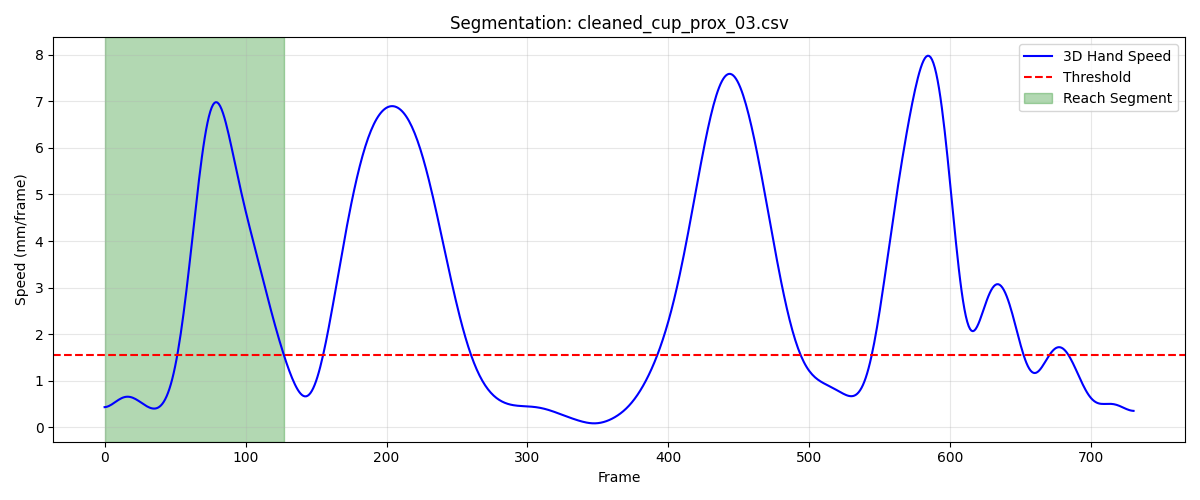 Segmentation: cleaned_cup_prox_03.csv
8
7
6
5
4
3
2
1
0
Speed (mm/frame)
3D Hand Speed
Threshold
Reach Segment
0 100 200 300 400 500 600 700
Frame